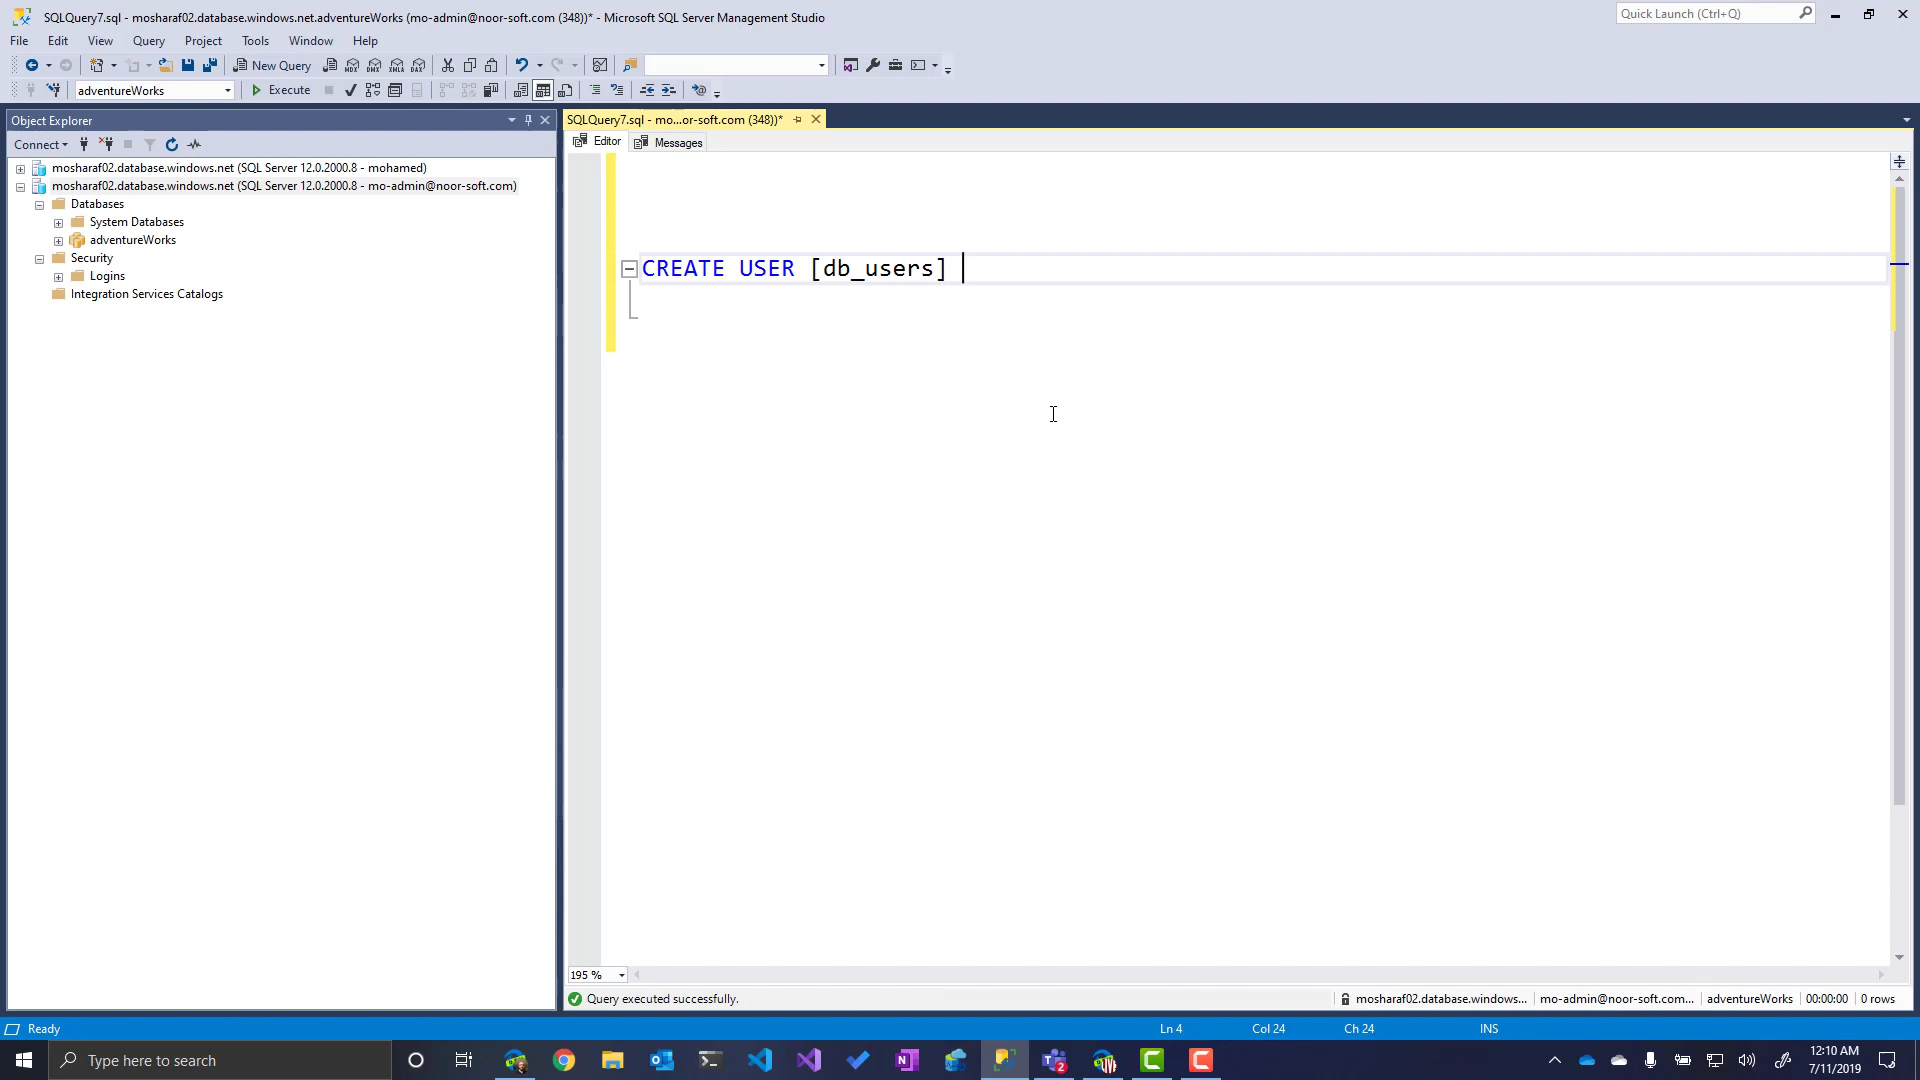 SQLQuery7.sql - mosharaf02.database.windows.net.adventureWorks (mo-admin@noor-soft.com (348))* - Microsoft SQL Server Management Studio
Quick Launch (Ctrl+Q)
File Edit View Query Project Tools Window Help
New Query
adventureWorks Execute
Object Explorer
SQLQuery7.sql - mo...or-soft.com (348))*
Connect
Editor Messages
mosharaf02.database.windows.net (SQL Server 12.0.2000.8 - mohamed)
mosharaf02.database.windows.net (SQL Server 12.0.2000.8 - mo-admin@noor-soft.com)
Databases
System Databases
adventureWorks
Security
Logins
Integration Services Catalogs
CREATE USER [db_users]
195 %
Query executed successfully. mosharaf02.database.windows... mo-admin@noor-soft.com... adventureWorks 00:00:00 0 rows
Ready Ln 4 Col 24 Ch 24 INS
Type here to search
12:10 AM
7/11/2019